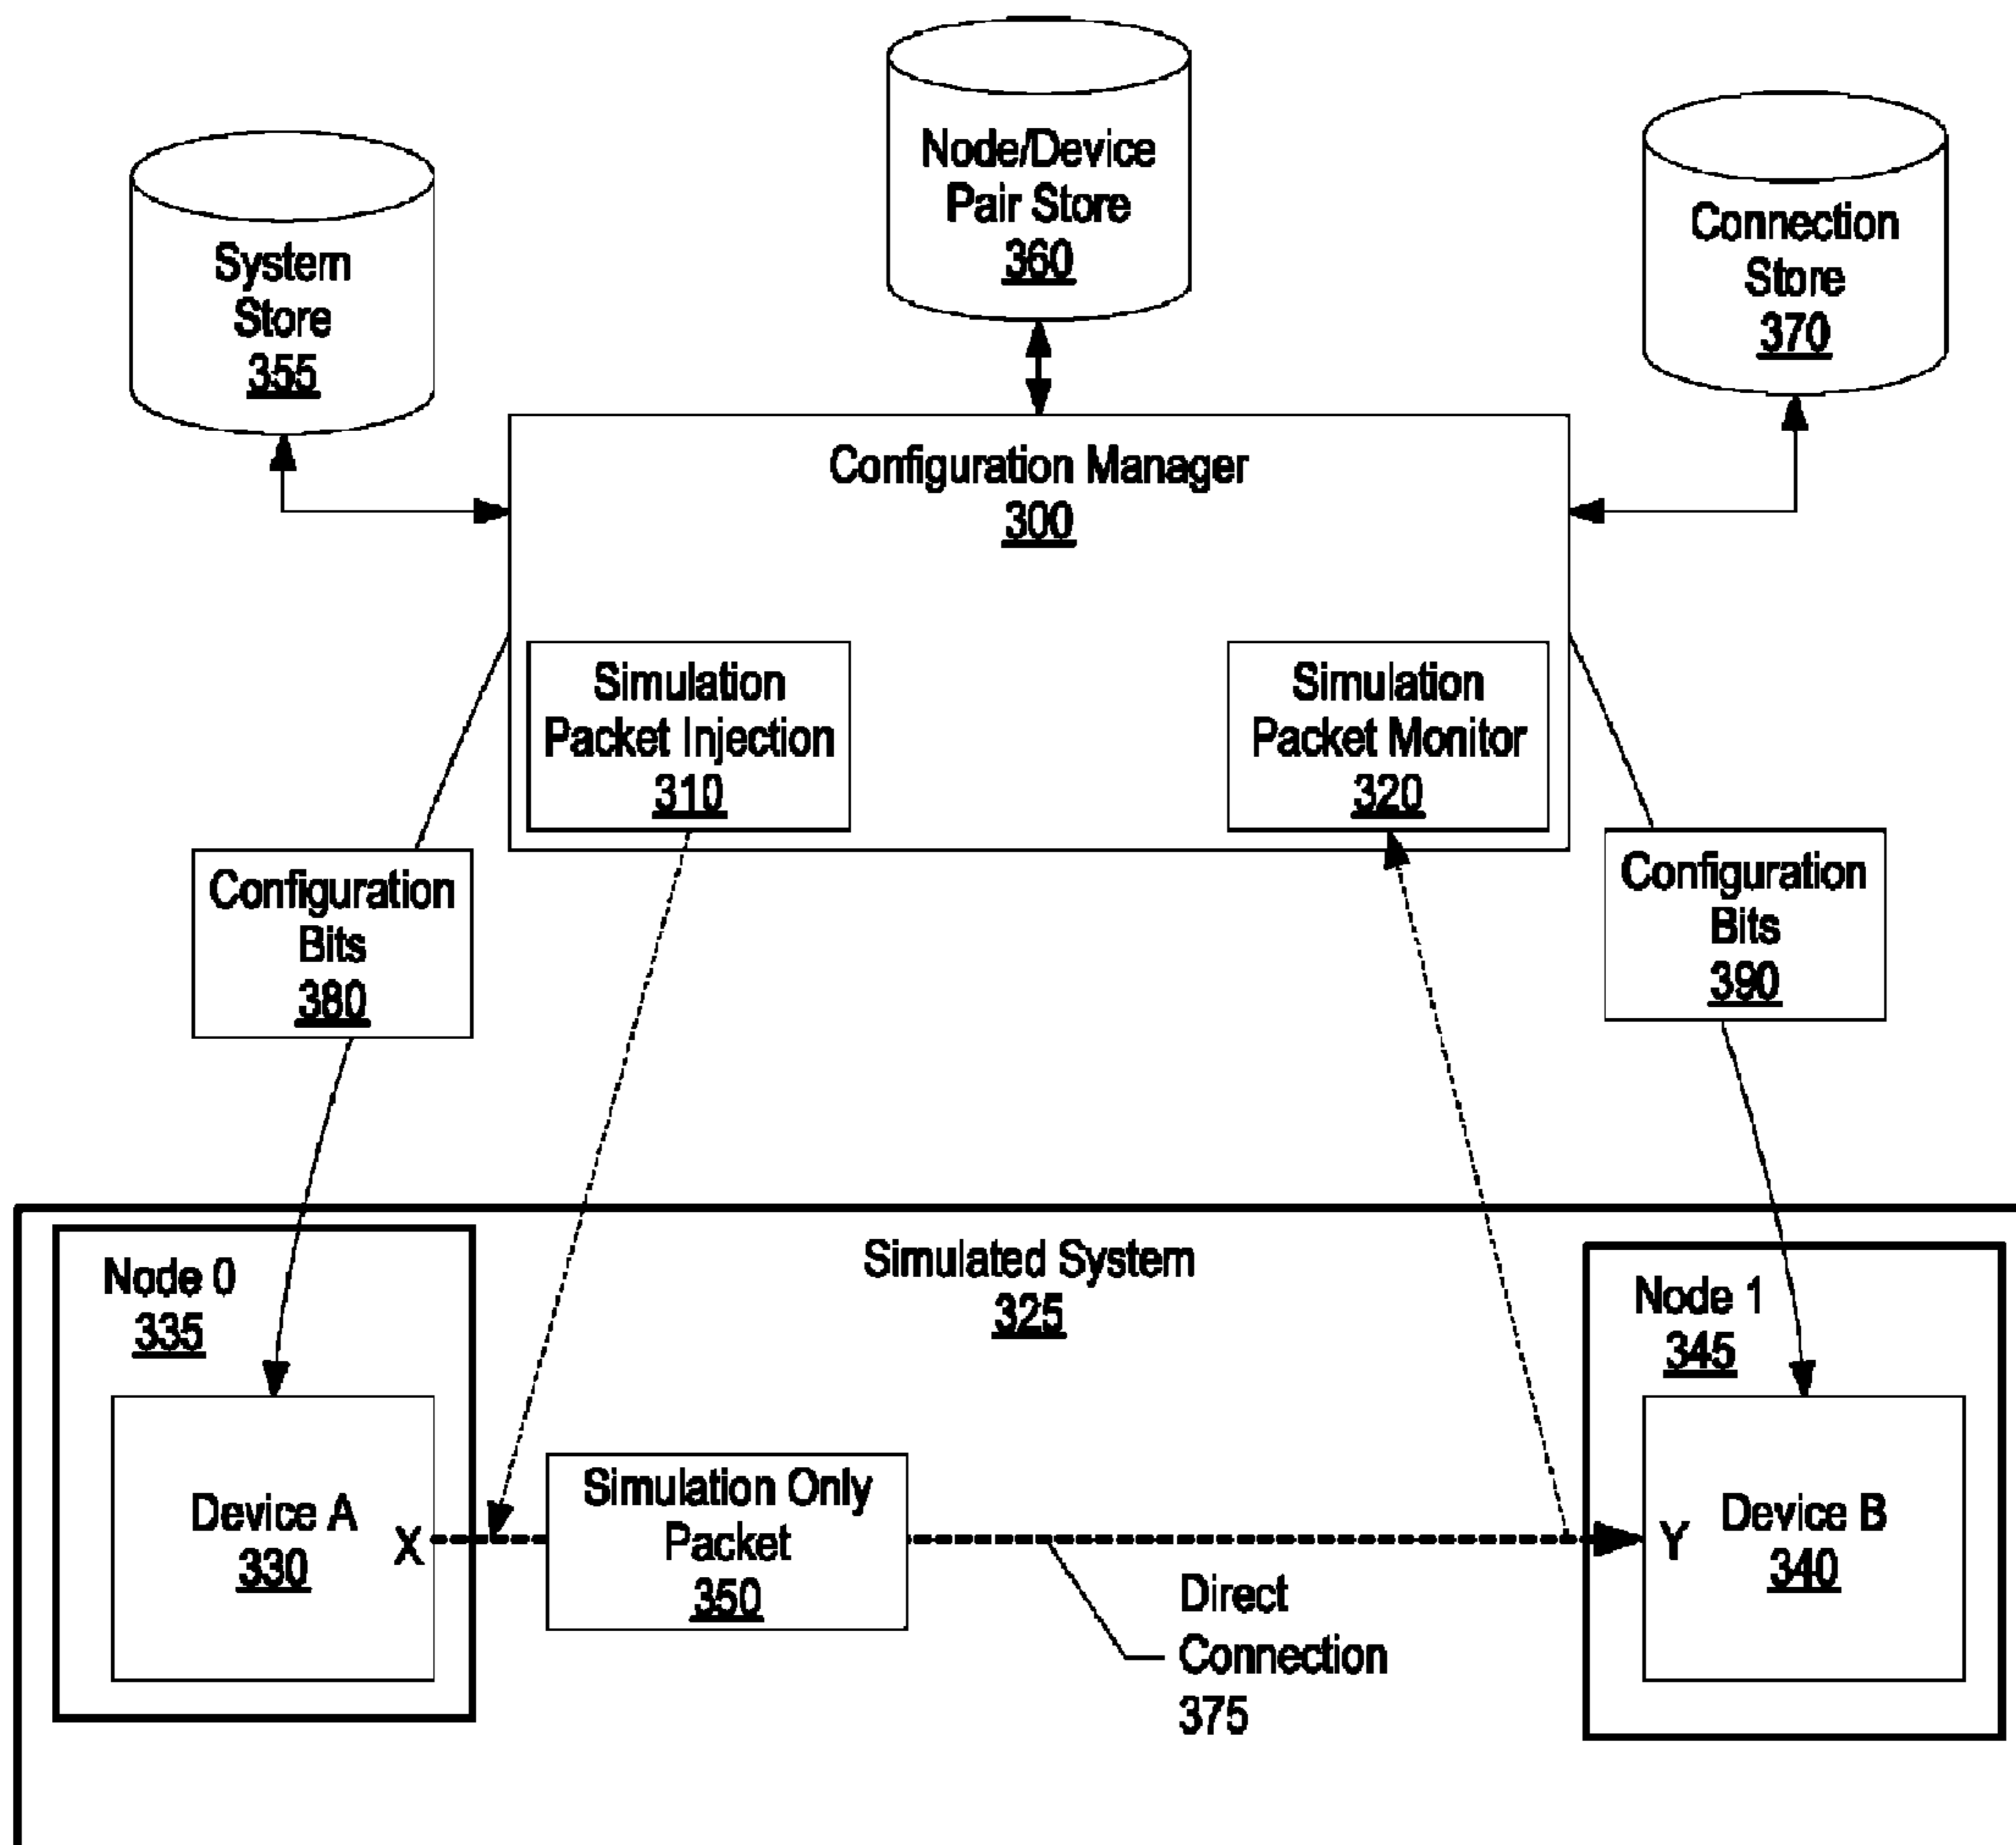 Node/Device
Pair Store
360
System
Store
355
Connection
Store
370
Configuration Manager
300
Simulation
Packet Injection
310
Simulation
Packet Monitor
320
Configuration
Bits
380
Configuration
Bits
390
Simulated System
325
Node 0
335
Node 1
345
Device A
330
X
Simulation Only
Packet
350
Y
Device B
340
Direct
Connection
375